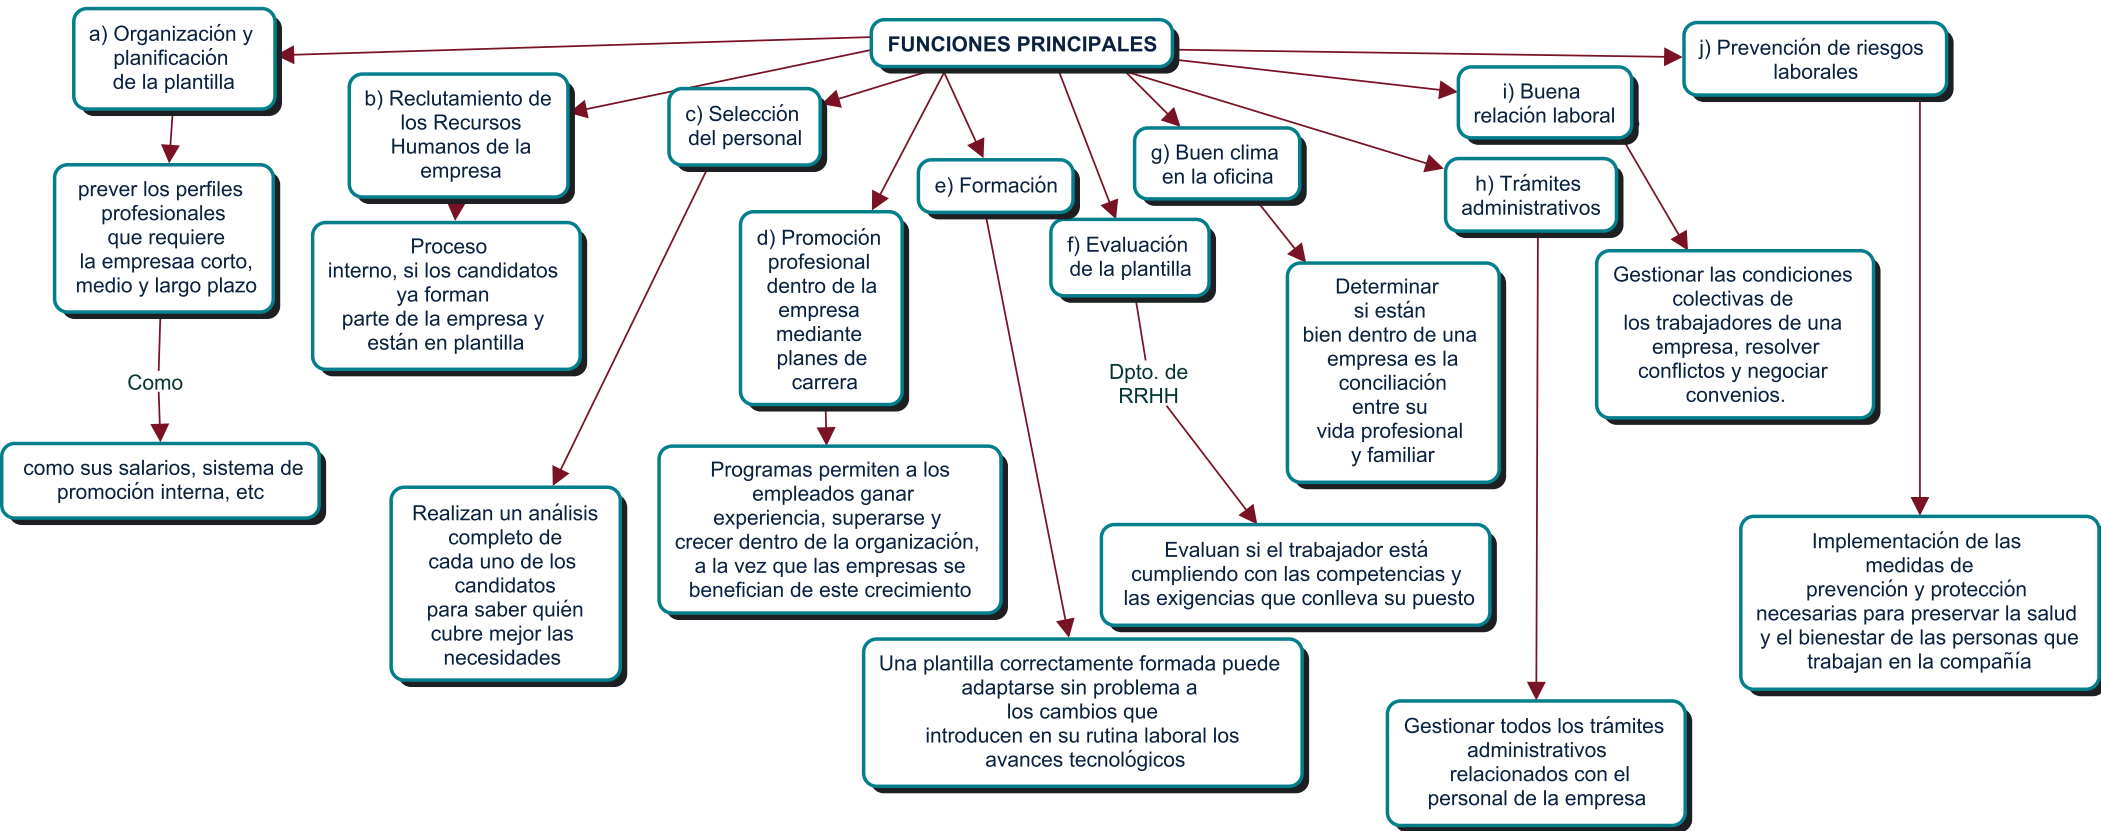 FUNCIONES PRINCIPALES
a) Organización y
planificación
de la plantilla
prever los perfiles
profesionales
que requiere
la empresaa corto,
medio y largo plazo
Como
como sus salarios, sistema de
promoción interna, etc
b) Reclutamiento de
los Recursos
Humanos de la
empresa
Proceso
interno, si los candidatos
ya forman
parte de la empresa y
están en plantilla
c) Selección
del personal
Realizan un análisis
completo de
cada uno de los
candidatos
para saber quién
cubre mejor las
necesidades
d) Promoción
profesional
dentro de la
empresa
mediante
planes de
carrera
Programas permiten a los
empleados ganar
experiencia, superarse y
crecer dentro de la organización,
a la vez que las empresas se
benefician de este crecimiento
e) Formación
Una plantilla correctamente formada puede
adaptarse sin problema a
los cambios que
introducen en su rutina laboral los
avances tecnológicos
f) Evaluación
de la plantilla
Dpto. de
RRHH
Evaluan si el trabajador está
cumpliendo con las competencias y
las exigencias que conlleva su puesto
g) Buen clima
en la oficina
Determinar
si están
bien dentro de una
empresa es la
conciliación
entre su
vida profesional
y familiar
h) Trámites
administrativos
Gestionar todos los trámites
administrativos
relacionados con el
personal de la empresa
i) Buena
relación laboral
Gestionar las condiciones
colectivas de
los trabajadores de una
empresa, resolver
conflictos y negociar
convenios.
j) Prevención de riesgos
laborales
Implementación de las
medidas de
prevención y protección
necesarias para preservar la salud
y el bienestar de las personas que
trabajan en la compañía